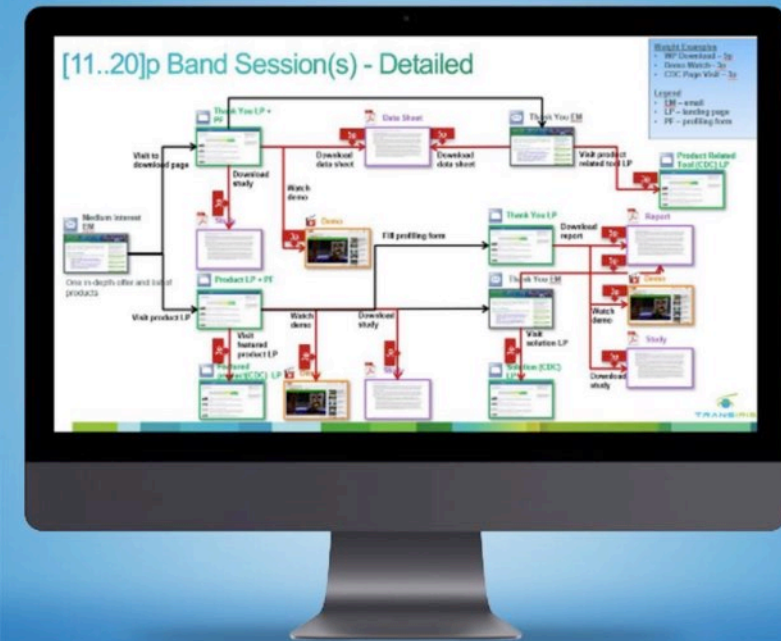 [11..20]p Band Session(s) - Detailed
Weight Examples
• WP Download – 5p
• Demo Watch – 3p
• CDC Page Visit – 3p
Legend
• EM – email
• LP – landing page
• PF – profiling form
Thank You LP +
PF
Data Sheet
Thank You EM
Visit to
download page
Download
data sheet
Download
data sheet
Visit product
related tool LP
Product Related
Tool (CDC) LP
Download
study
Watch
demo
Medium Interest
EM
One in-depth offer and list of
products
Demo
Fill profiling form
Thank You LP
Download
report
Report
Product LP + PF
Thank You EM
Demo
Visit product LP
Watch
demo
Download
study
Watch
demo
Visit
featured
product LP
Visit
solution LP
Study
Featured
(CDC) LP
Solution (CDC)
LP
Download
study